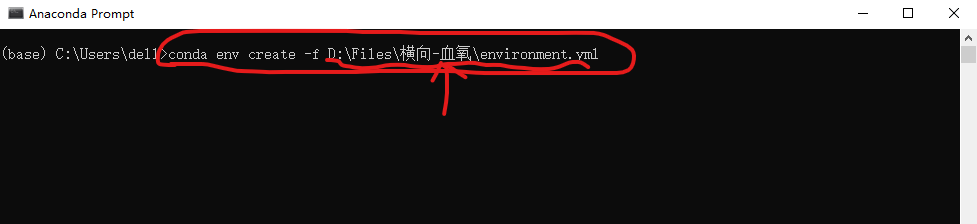 Anaconda Prompt
(base) C:\Users\dell>conda env create -f D:\Files\横向-血氧\environment.yml